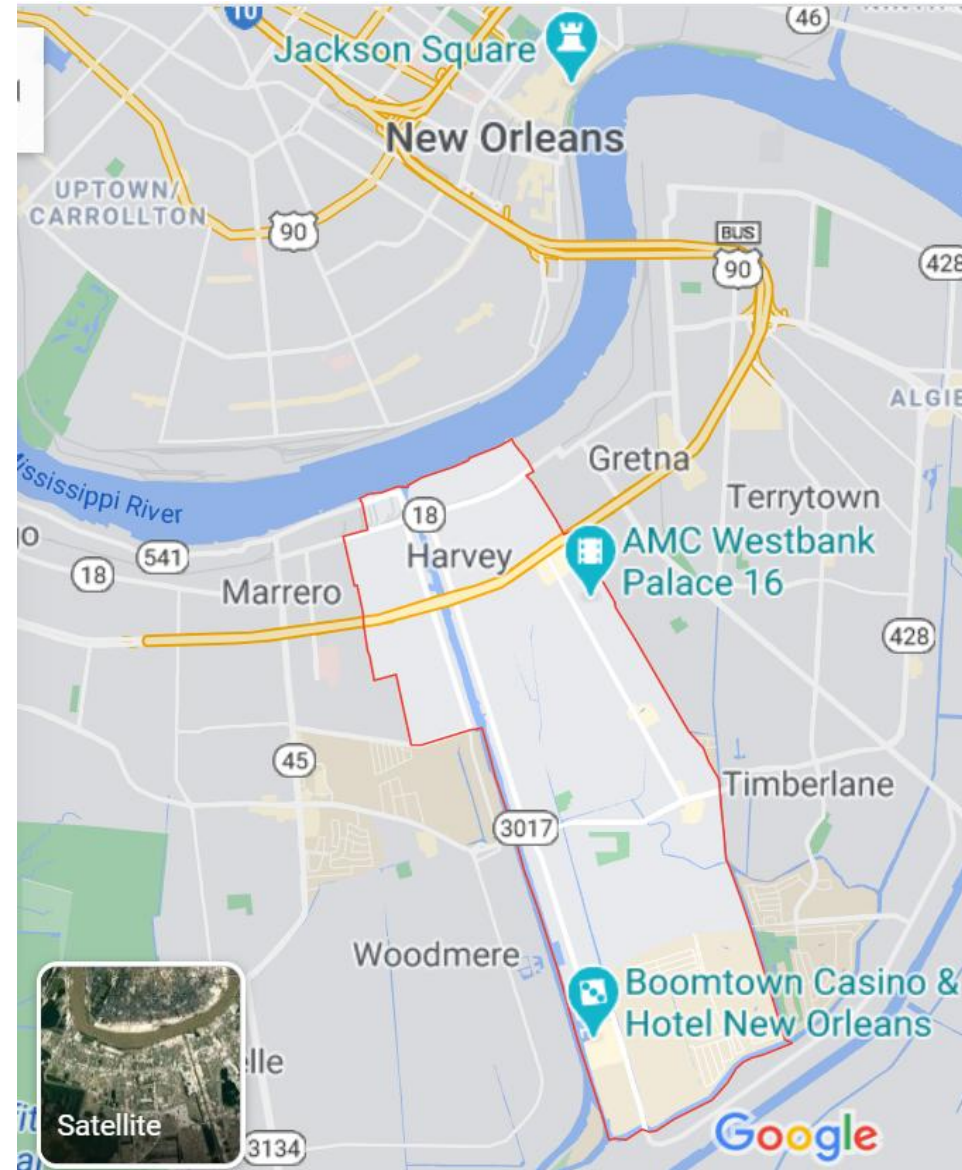 10
46
Jackson Square
New Orleans
UPTOWN/
CARROLLTON
90
BUS
90
428
ALGIE
Gretna
Mississippi River
Terrytown
18
541
18
Harvey
AMC Westbank
Palace 16
Marrero
428
45
Timberlane
3017
Woodmere
Boomtown Casino &
Hotel New Orleans
elle
Satellite
3134
Google